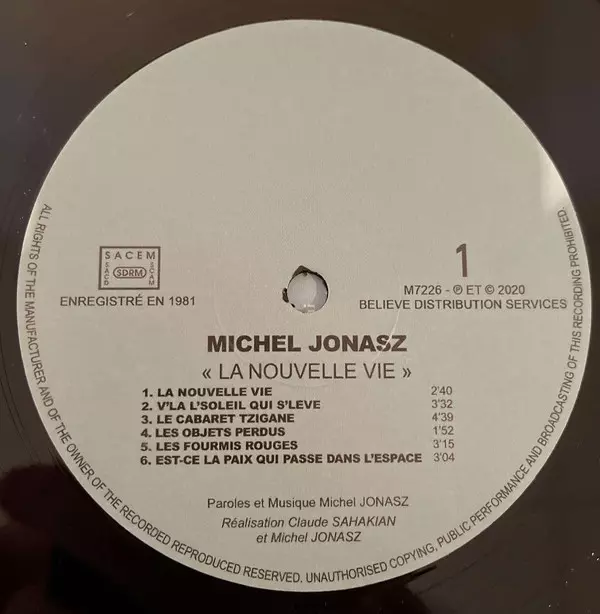 SACEM
SACD
SDRM
SCAM
ENREGISTRÉ EN 1981
1
M7226 - ℗ ET © 2020
BELIEVE DISTRIBUTION SERVICES
MICHEL JONASZ
« LA NOUVELLE VIE »
1. LA NOUVELLE VIE 2'40
2. V'LA L'SOLEIL QUI S'LEVE 3'32
3. LE CABARET TZIGANE 4'39
4. LES OBJETS PERDUS 1'52
5. LES FOURMIS ROUGES 3'15
6. EST-CE LA PAIX QUI PASSE DANS L'ESPACE 3'04
Paroles et Musique Michel JONASZ
Réalisation Claude SAHAKIAN
et Michel JONASZ
ALL RIGHTS OF THE MANUFACTURER AND OF THE OWNER OF THE RECORDED REPRODUCED RESERVED. UNAUTHORISED COPYING, PUBLIC PERFORMANCE AND BROADCASTING OF THIS RECORDING PROHIBITED.